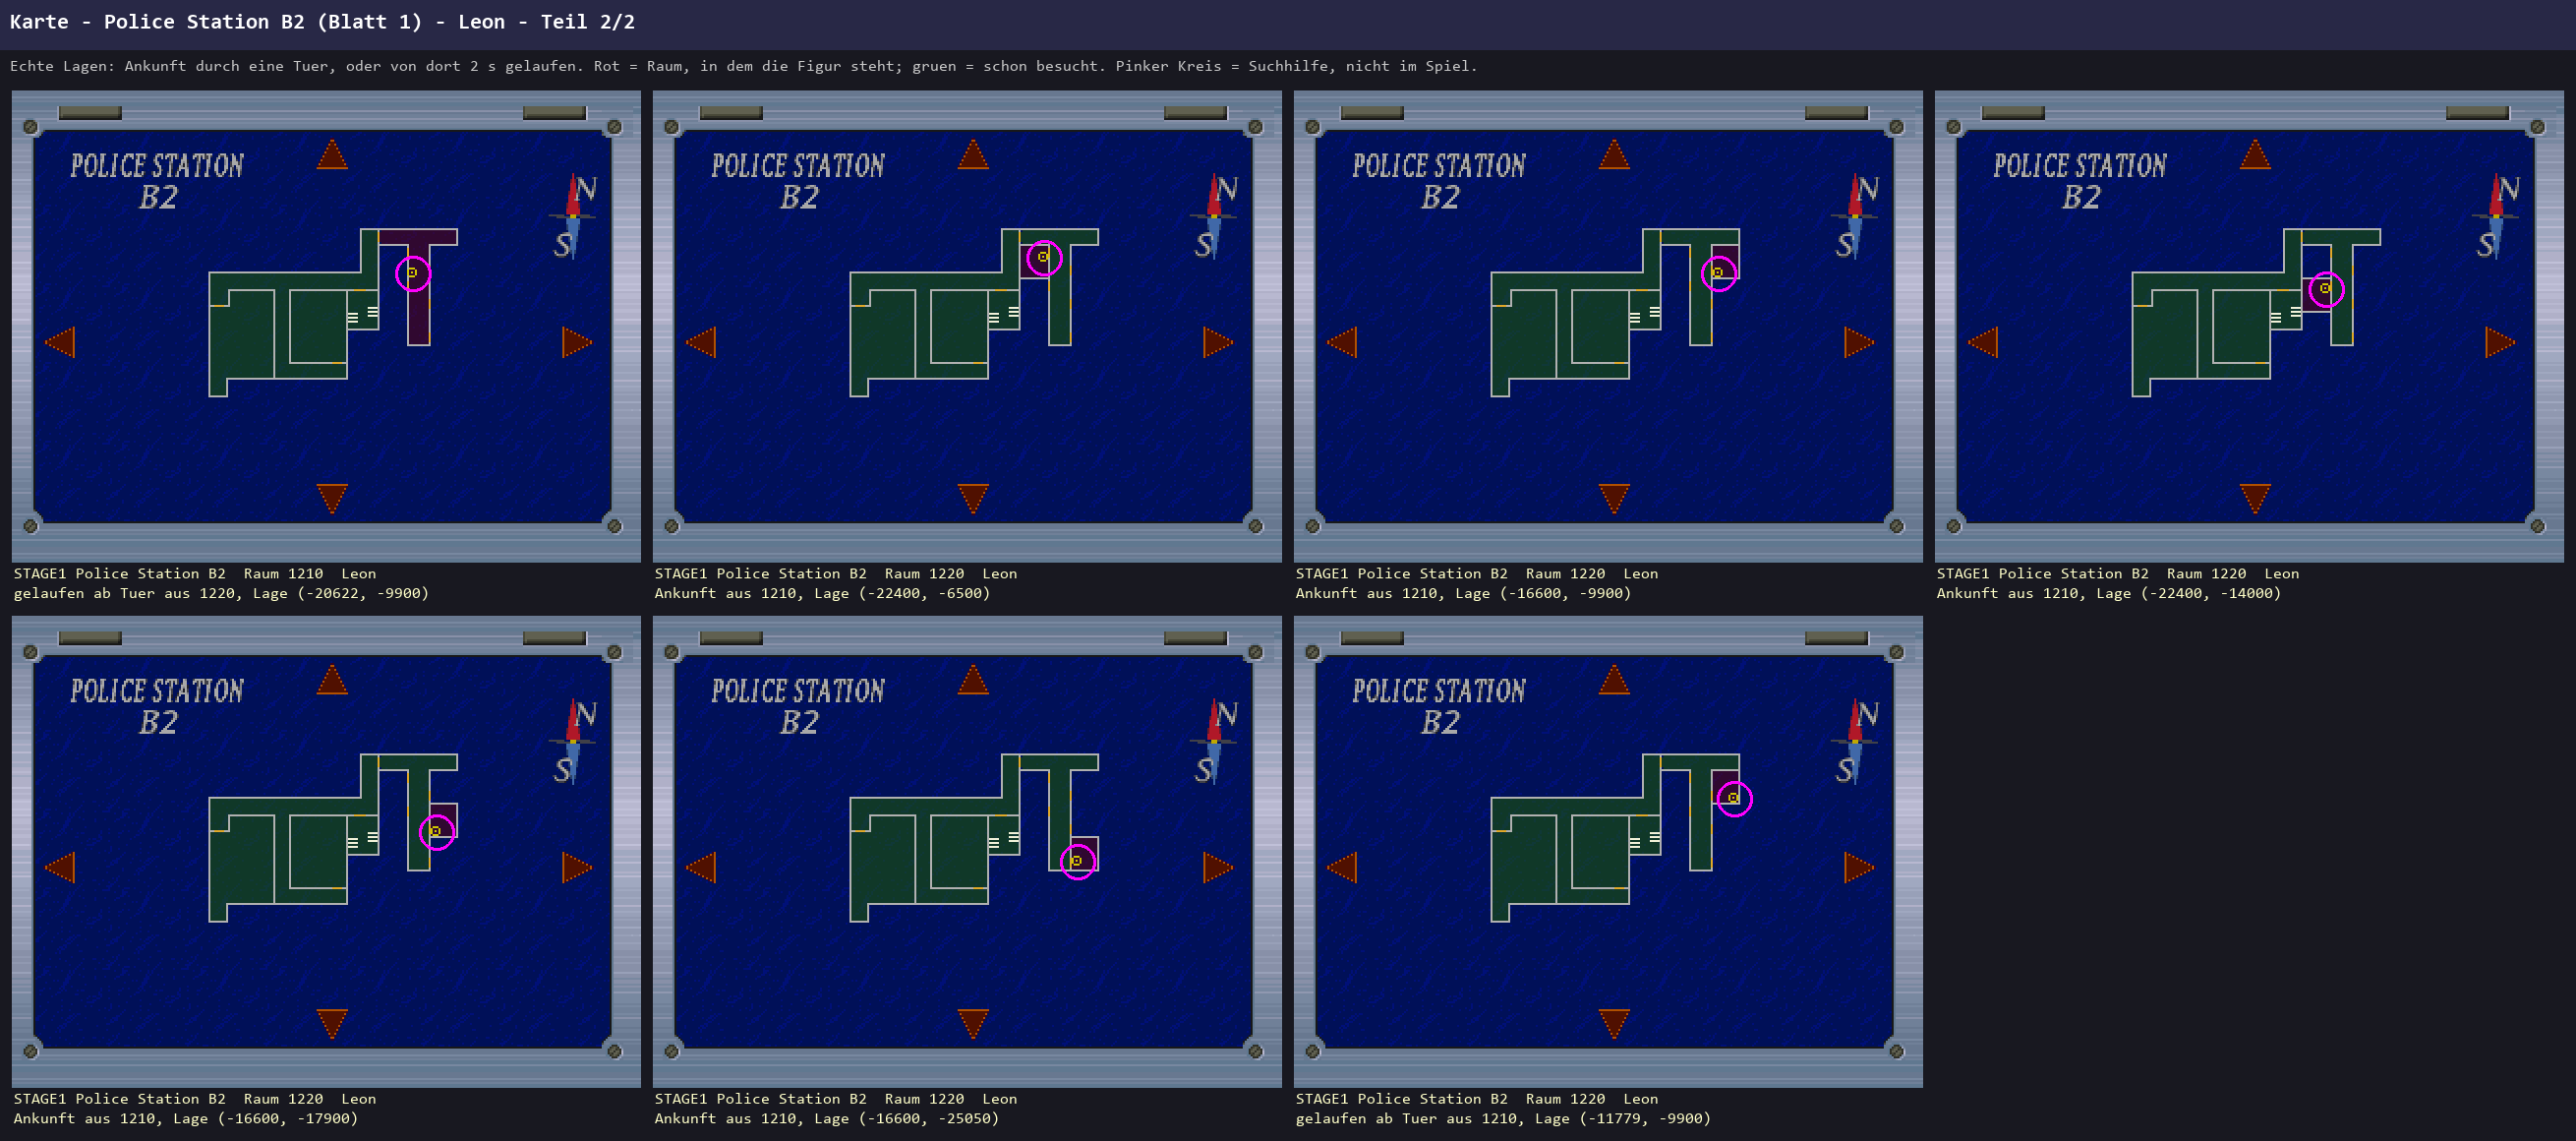 Karte - Police Station B2 (Blatt 1) - Leon - Teil 2/2
Echte Lagen: Ankunft durch eine Tuer, oder von dort 2 s gelaufen. Rot = Raum, in dem die Figur steht; gruen = schon besucht. Pinker Kreis = Suchhilfe, nicht im Spiel.
POLICE STATION
B2
N
S
STAGE1 Police Station B2  Raum 1210  Leon
gelaufen ab Tuer aus 1220, Lage (-20622, -9900)
POLICE STATION
B2
N
S
STAGE1 Police Station B2  Raum 1220  Leon
Ankunft aus 1210, Lage (-22400, -6500)
POLICE STATION
B2
N
S
STAGE1 Police Station B2  Raum 1220  Leon
Ankunft aus 1210, Lage (-16600, -9900)
POLICE STATION
B2
N
S
STAGE1 Police Station B2  Raum 1220  Leon
Ankunft aus 1210, Lage (-22400, -14000)
POLICE STATION
B2
N
S
STAGE1 Police Station B2  Raum 1220  Leon
Ankunft aus 1210, Lage (-16600, -17900)
POLICE STATION
B2
N
S
STAGE1 Police Station B2  Raum 1220  Leon
Ankunft aus 1210, Lage (-16600, -25050)
POLICE STATION
B2
N
S
STAGE1 Police Station B2  Raum 1220  Leon
gelaufen ab Tuer aus 1210, Lage (-11779, -9900)